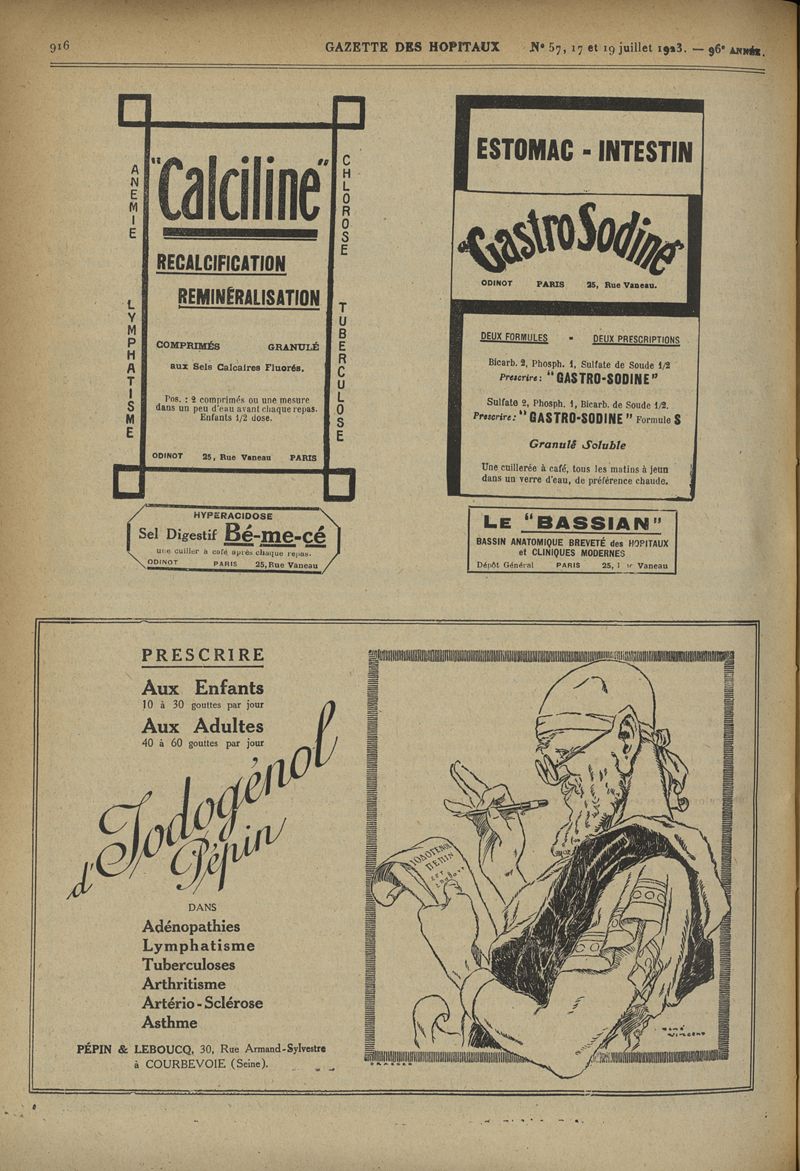 916
GAZETTE DES HOPITAUX
N° 57, 17 et 19 juillet 1923. — 96e ANNÉE.
ANEMIE
LYMPHATISME
"Calciline"
RECALCIFICATION
REMINÉRALISATION
COMPRIMÉS GRANULÉ
aux Sels Calcaires Fluorés.
Pos. : 2 comprimés ou une mesure
dans un peu d'eau avant chaque repas.
Enfants 1/2 dose.
ODINOT 25, Rue Vaneau PARIS
CHLOROSE
TUBERCULOSE
HYPERACIDOSE
Sel Digestif Bé-me-cé
une cuiller à café après chaque repas.
ODINOT PARIS 25, Rue Vaneau
ESTOMAC - INTESTIN
"GastroSodine"
ODINOT PARIS 25, Rue Vaneau.
DEUX FORMULES - DEUX PRESCRIPTIONS
Bicarb. 2, Phosph. 1, Sulfate de Soude 1/2
Prescrire : "GASTRO-SODINE"
Sulfate 2, Phosph. 1, Bicarb. de Soude 1/2.
Prescrire : "GASTRO-SODINE" Formule S
Granulé Soluble
Une cuillerée à café, tous les matins à jeun
dans un verre d'eau, de préférence chaude.
LE "BASSIAN"
BASSIN ANATOMIQUE BREVETÉ des HOPITAUX
et CLINIQUES MODERNES
Dépôt Général PARIS 25, Vaneau
PRESCRIRE
Aux Enfants
10 à 30 gouttes par jour
Aux Adultes
40 à 60 gouttes par jour
d'Iodogénol
Pépin
DANS
Adénopathies
Lymphatisme
Tuberculoses
Arthritisme
Artério-Sclérose
Asthme
PÉPIN & LEBOUCQ, 30, Rue Armand-Sylvestre
à COURBEVOIE (Seine).
ΙΟΔΟΓΕΝΟΛ
ΠΕΠΙΝ
René
Vincent
DRAEGER